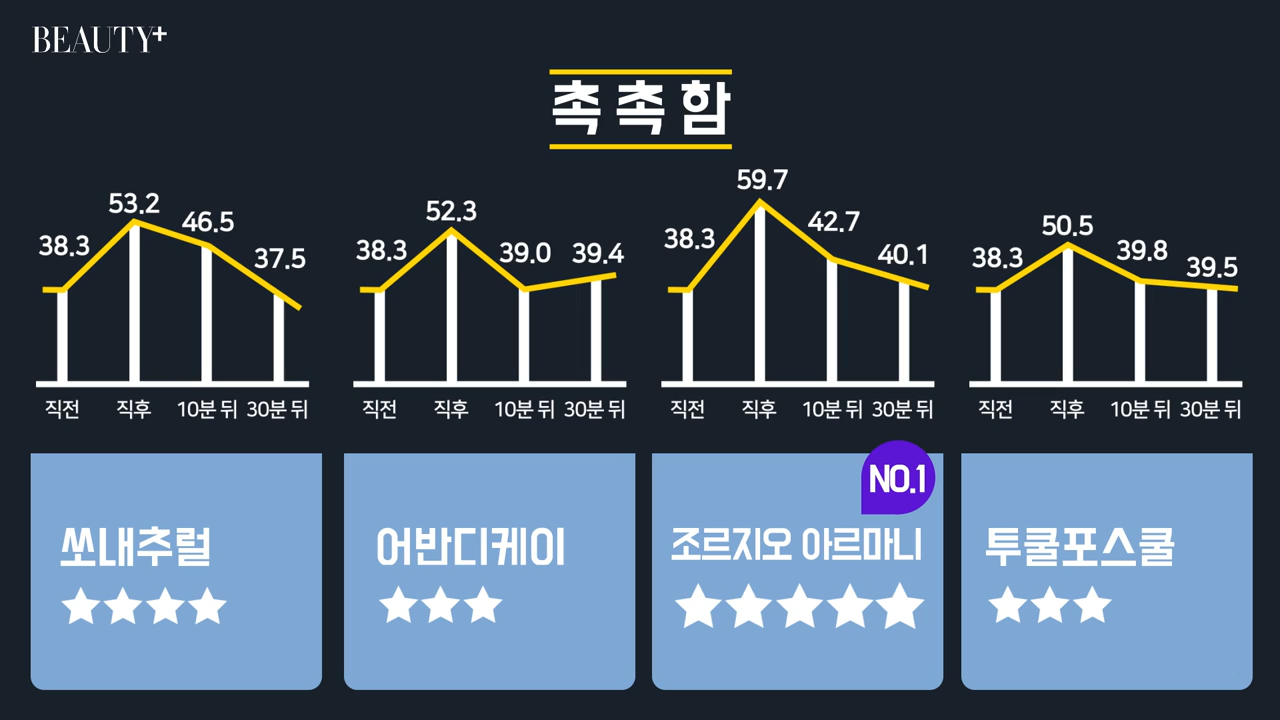 BEAUTY+
촉촉함
38.3 53.2 46.5 37.5
직전 직후 10분 뒤 30분 뒤
38.3 52.3 39.0 39.4
직전 직후 10분 뒤 30분 뒤
38.3 59.7 42.7 40.1
직전 직후 10분 뒤 30분 뒤
38.3 50.5 39.8 39.5
직전 직후 10분 뒤 30분 뒤
쏘내추럴
어반디케이
NO.1
조르지오 아르마니
투쿨포스쿨